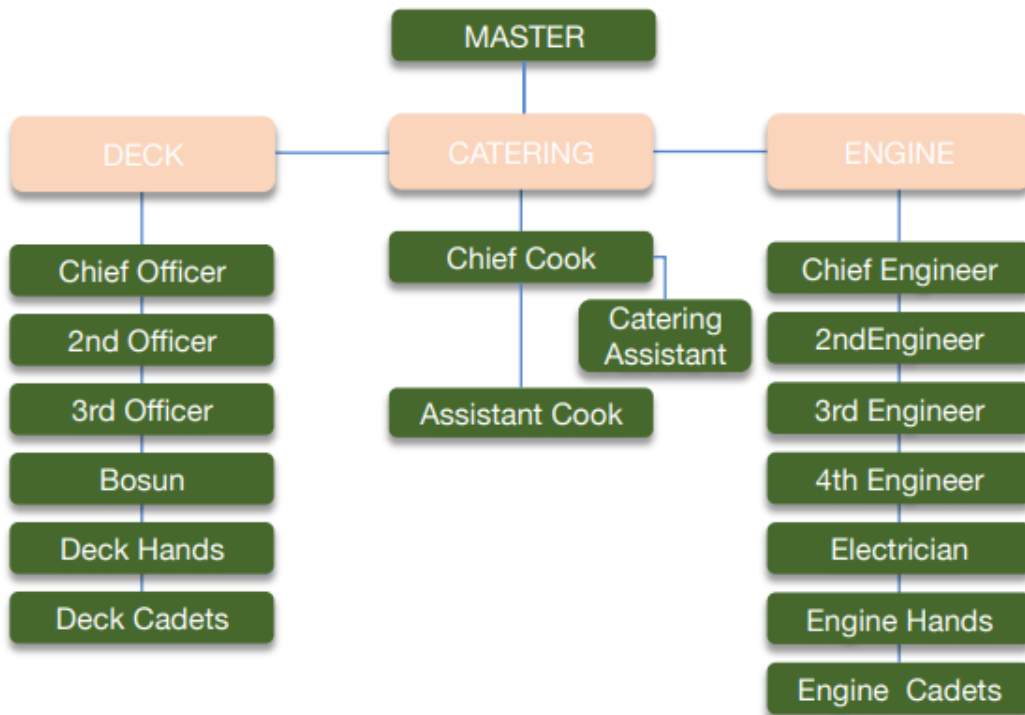 MASTER
DECK
CATERING
ENGINE
Chief Officer
2nd Officer
3rd Officer
Bosun
Deck Hands
Deck Cadets
Chief Cook
Catering
Assistant
Assistant Cook
Chief Engineer
2ndEngineer
3rd Engineer
4th Engineer
Electrician
Engine Hands
Engine Cadets